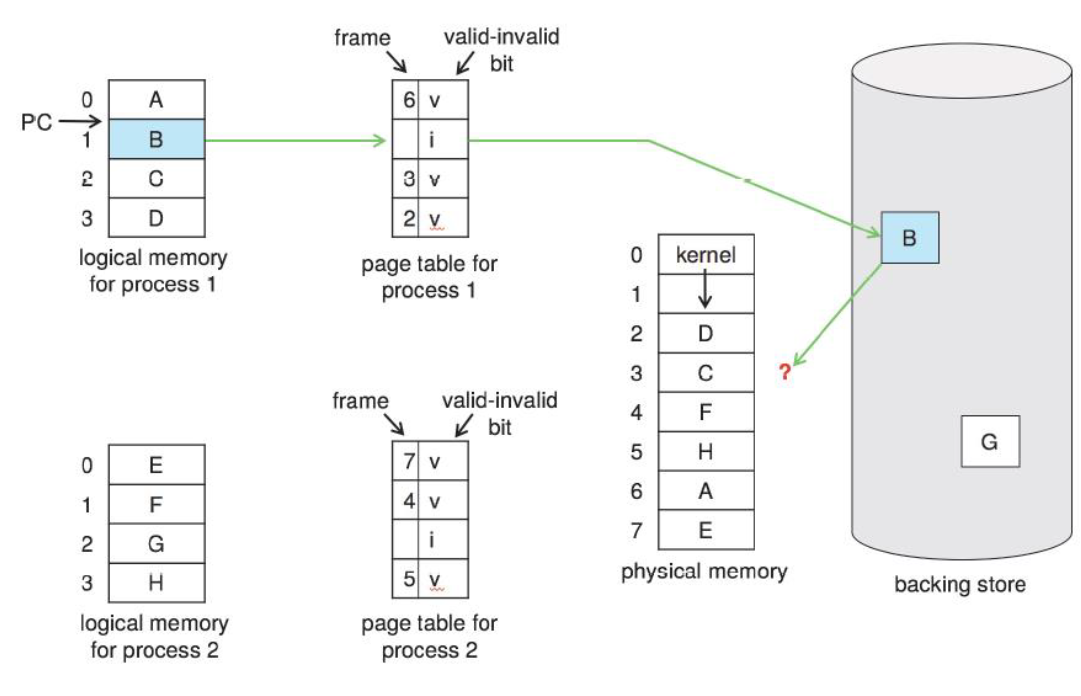 frame
valid-invalid
bit
PC
0 A
1 B
2 C
3 D
logical memory
for process 1
6 v
i
3 v
2 v
page table for
process 1
0 kernel
1
2 D
3 C
4 F
5 H
6 A
7 E
physical memory
?
B
G
backing store
frame
valid-invalid
bit
0 E
1 F
2 G
3 H
logical memory
for process 2
7 v
4 v
i
5 v
page table for
process 2